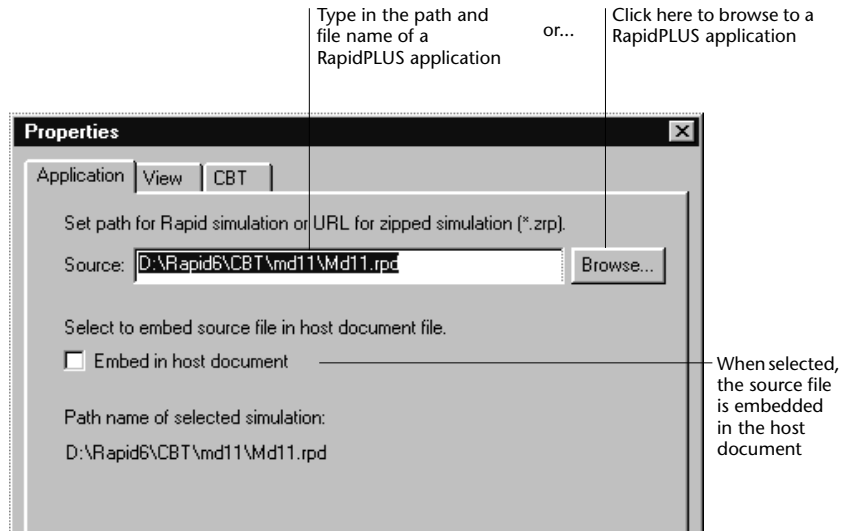 Type in the path and
file name of a
RapidPLUS application
or...
Click here to browse to a
RapidPLUS application
Properties
Application View CBT
Set path for Rapid simulation or URL for zipped simulation (*.zrp).
Source: D:\Rapid6\CBT\md11\Md11.rpd Browse...
Select to embed source file in host document file.
Embed in host document
When selected,
the source file
is embedded
in the host
document
Path name of selected simulation:
D:\Rapid6\CBT\md11\Md11.rpd